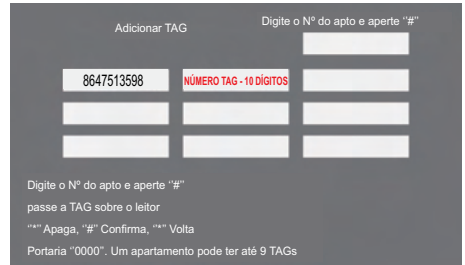 Adicionar TAG
Digite o Nº do apto e aperte ‘'#’'
8647513598
NÚMERO TAG - 10 DÍGITOS
Digite o Nº do apto e aperte ‘'#’'
passe a TAG sobre o leitor
‘'*’' Apaga, ‘'#’' Confirma, ‘'*’' Volta
Portaria ‘'0000’'. Um apartamento pode ter até 9 TAGs